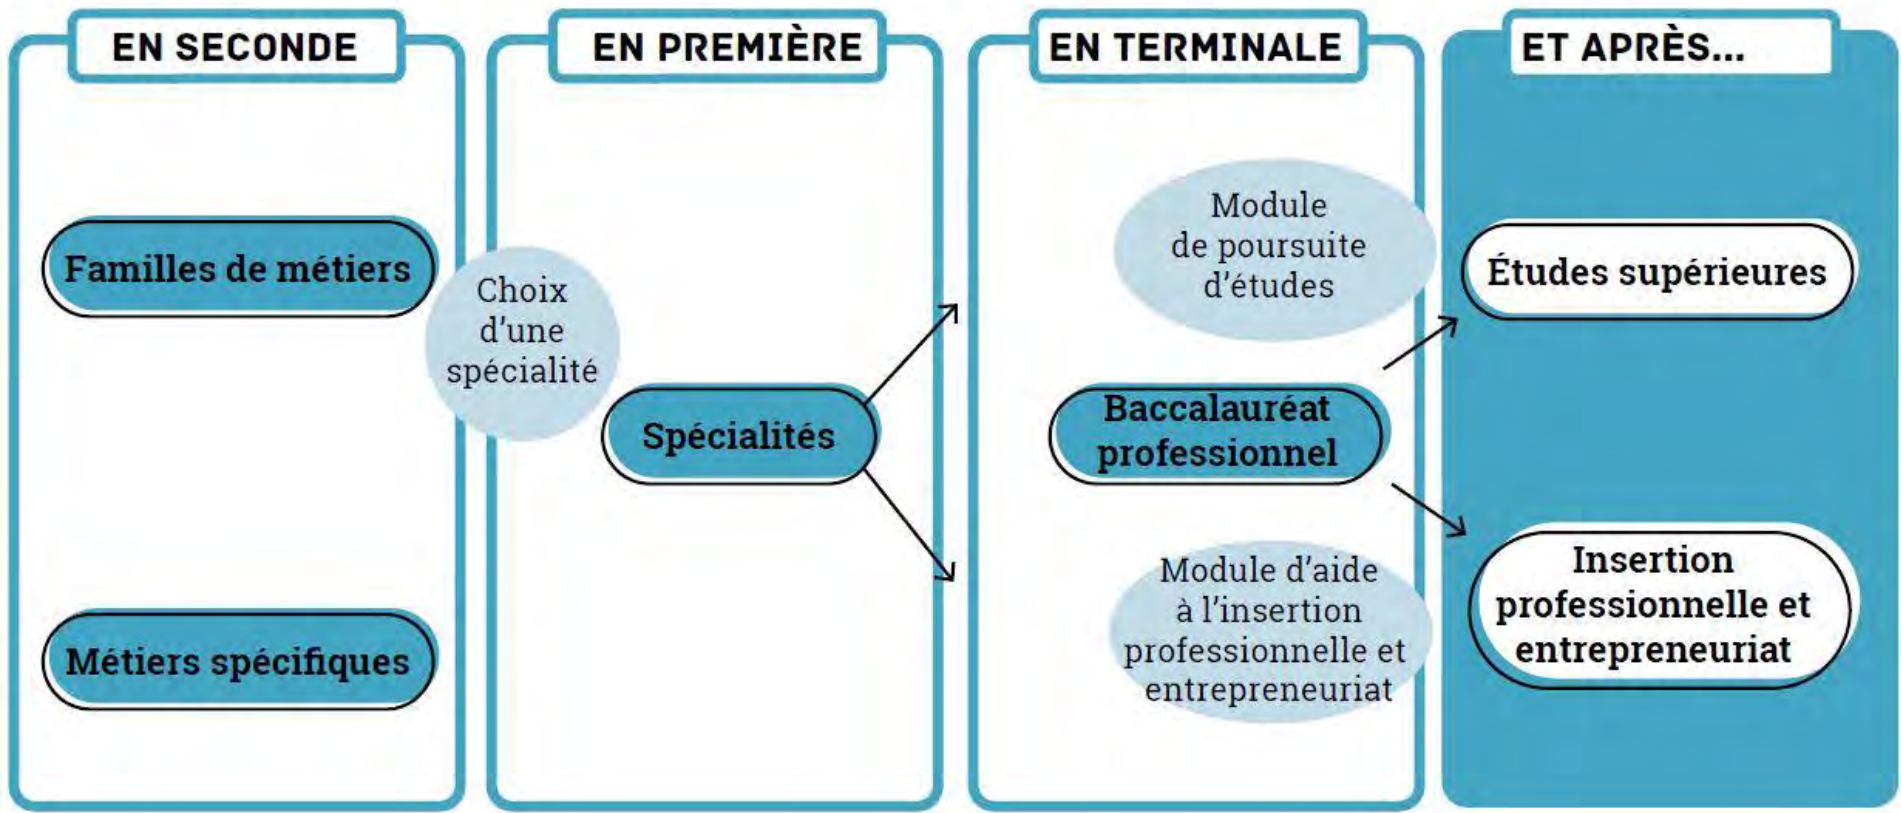 EN SECONDE
Familles de métiers
Métiers spécifiques
Choix
d'une
spécialité
EN PREMIÈRE
Spécialités
EN TERMINALE
Module
de poursuite
d'études
Baccalauréat
professionnel
Module d'aide
à l'insertion
professionnelle et
entrepreneuriat
ET APRÈS...
Études supérieures
Insertion
professionnelle et
entrepreneuriat